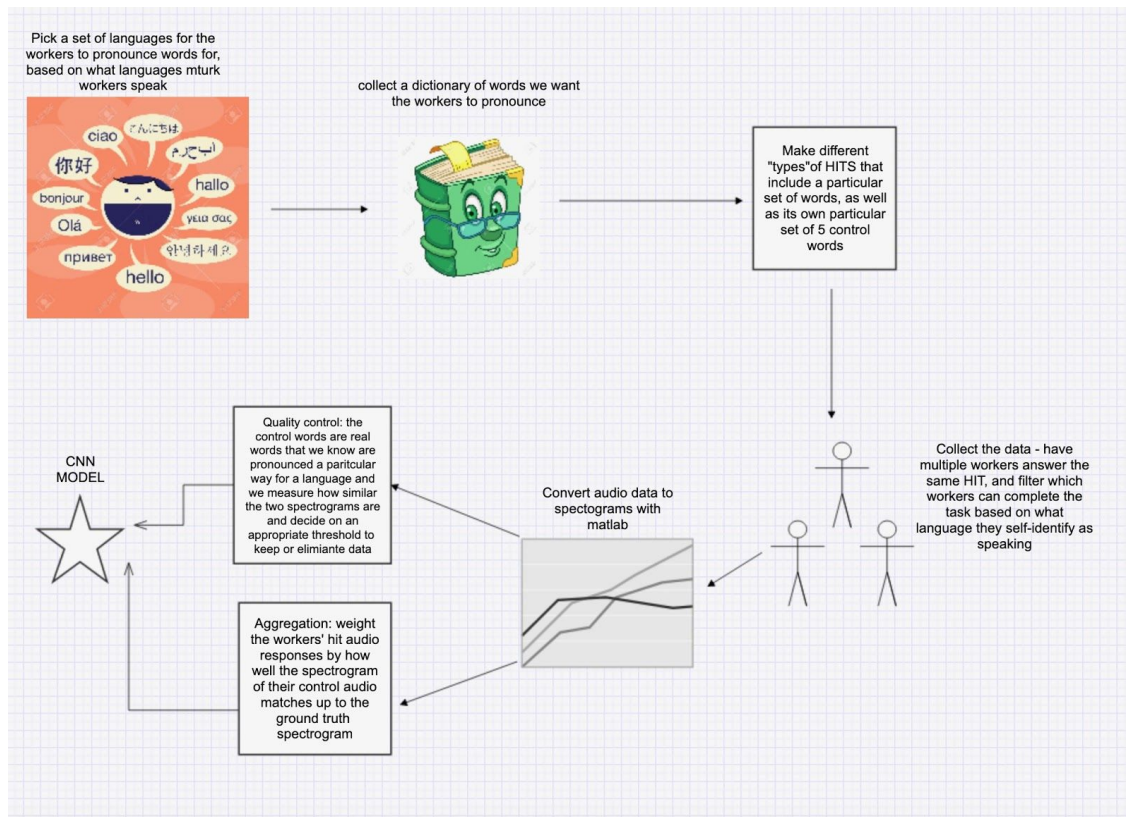 Pick a set of languages for the
workers to pronounce words for,
based on what languages mturk
workers speak
ciao
こんにちは
你好
hallo
bonjour
γεια σας
Olá
안녕하세요
привет
hello
collect a dictionary of words we want
the workers to pronounce
Make different
"types"of HITS that
include a particular
set of words, as well
as its own particular
set of 5 control
words
Collect the data - have
multiple workers answer the
same HIT, and filter which
workers can complete the
task based on what
language they self-identify as
speaking
Convert audio data to
spectograms with
matlab
Quality control: the
control words are real
words that we know are
pronounced a paritcular
way for a language and
we measure how similar
the two spectrograms are
and decide on an
appropriate threshold to
keep or elimiante data
Aggregation: weight
the workers' hit audio
responses by how
well the spectrogram
of their control audio
matches up to the
ground truth
spectrogram
CNN
MODEL